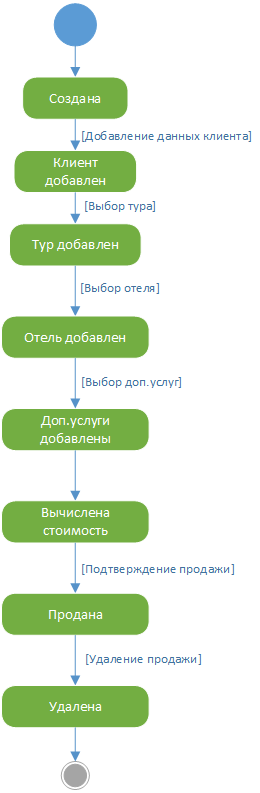 Создана
[Добавление данных клиента]
Клиент
добавлен
[Выбор тура]
Тур добавлен
[Выбор отеля]
Отель добавлен
[Выбор доп.услуг]
Доп.услуги
добавлены
Вычислена
стоимость
[Подтверждение продажи]
Продана
[Удаление продажи]
Удалена